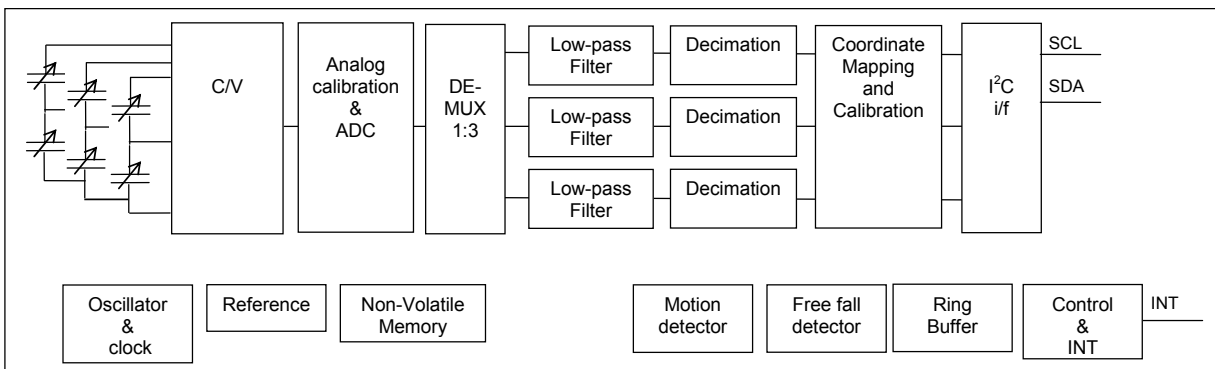 C/V
Analog
calibration
&
ADC
DE-
MUX
1:3
Low-pass
Filter
Decimation
Low-pass
Filter
Decimation
Low-pass
Filter
Decimation
Coordinate
Mapping
and
Calibration
I²C
i/f
SCL
SDA
Oscillator
&
clock
Reference
Non-Volatile
Memory
Motion
detector
Free fall
detector
Ring
Buffer
Control
&
INT
INT